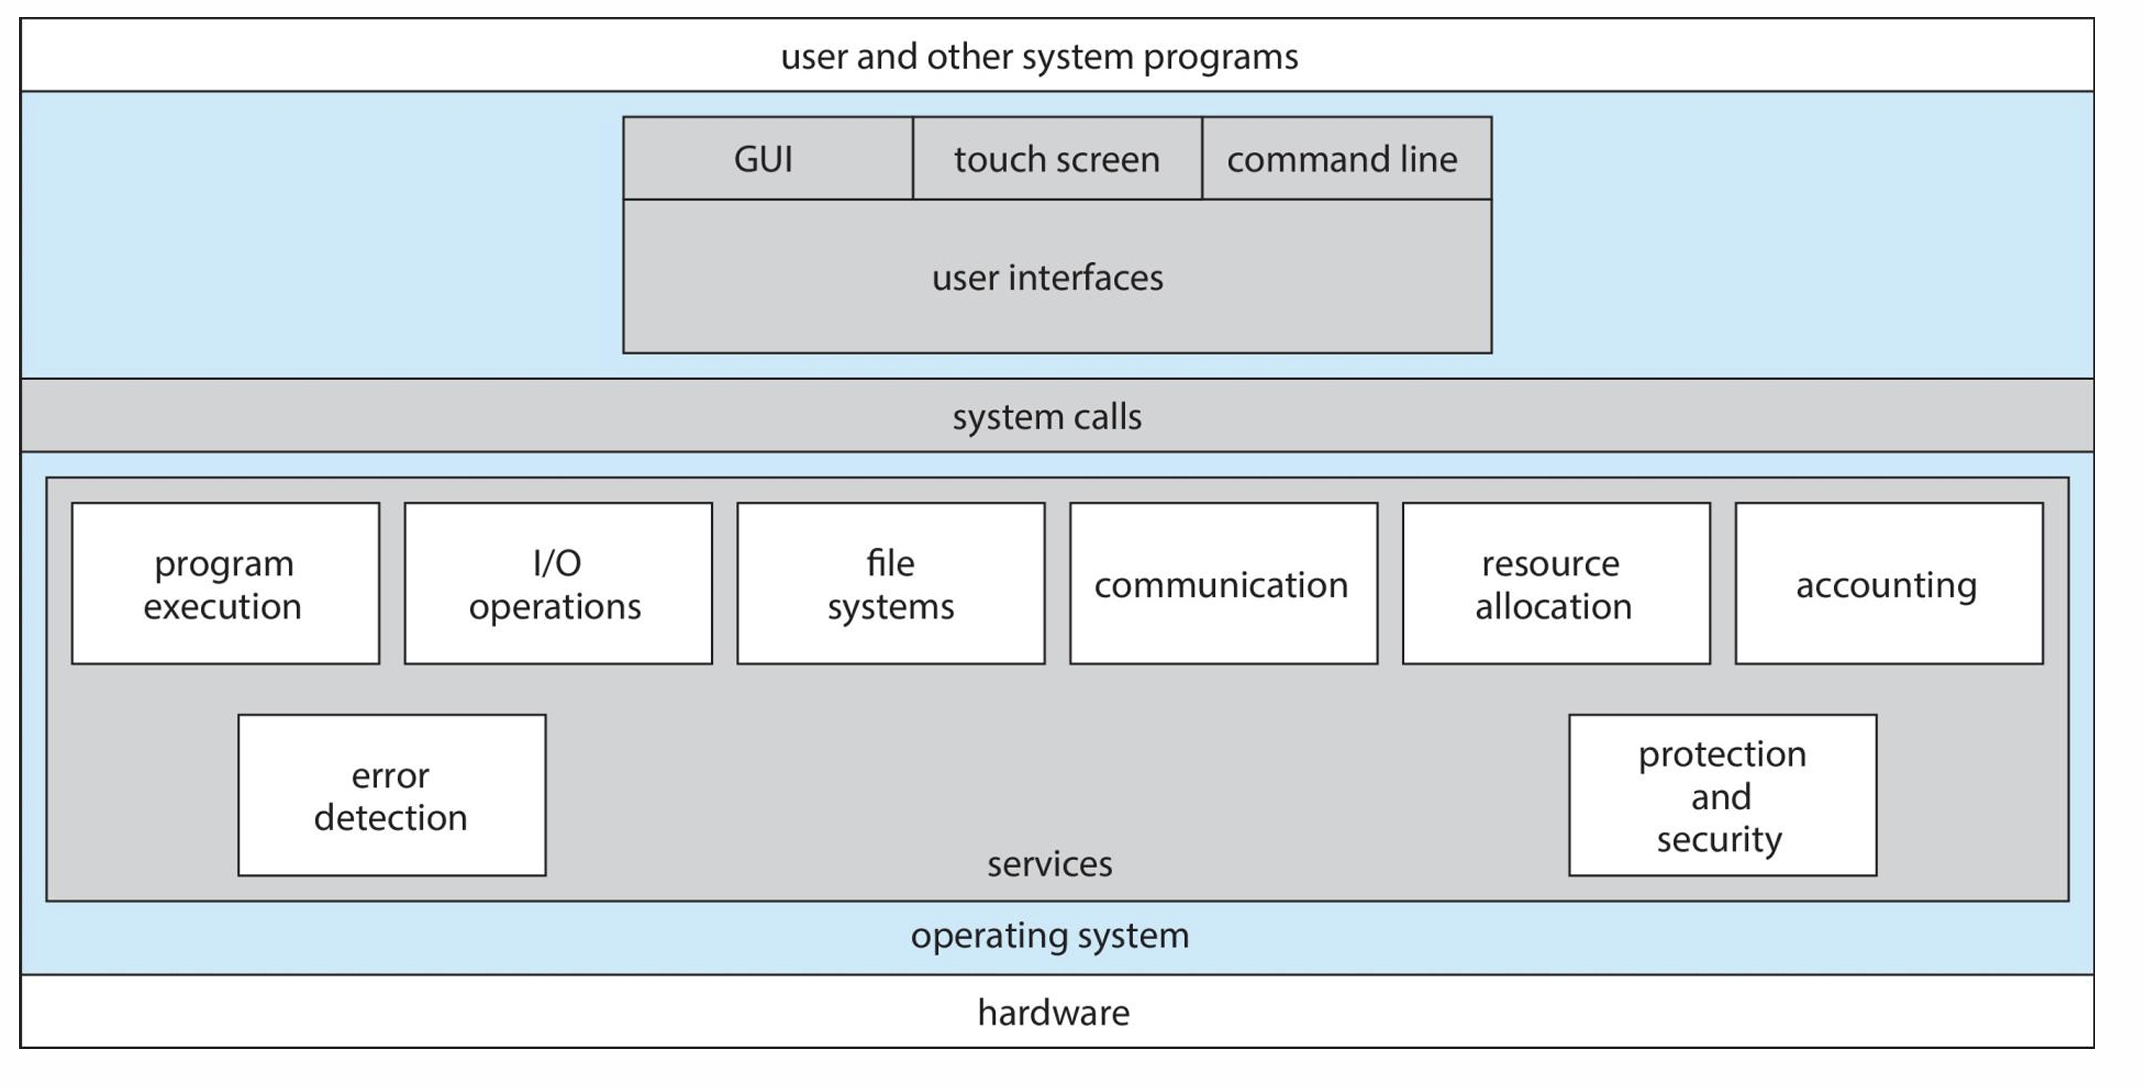 user and other system programs
GUI
touch screen
command line
user interfaces
system calls
program
execution
I/O
operations
file
systems
communication
resource
allocation
accounting
error
detection
protection
and
security
services
operating system
hardware